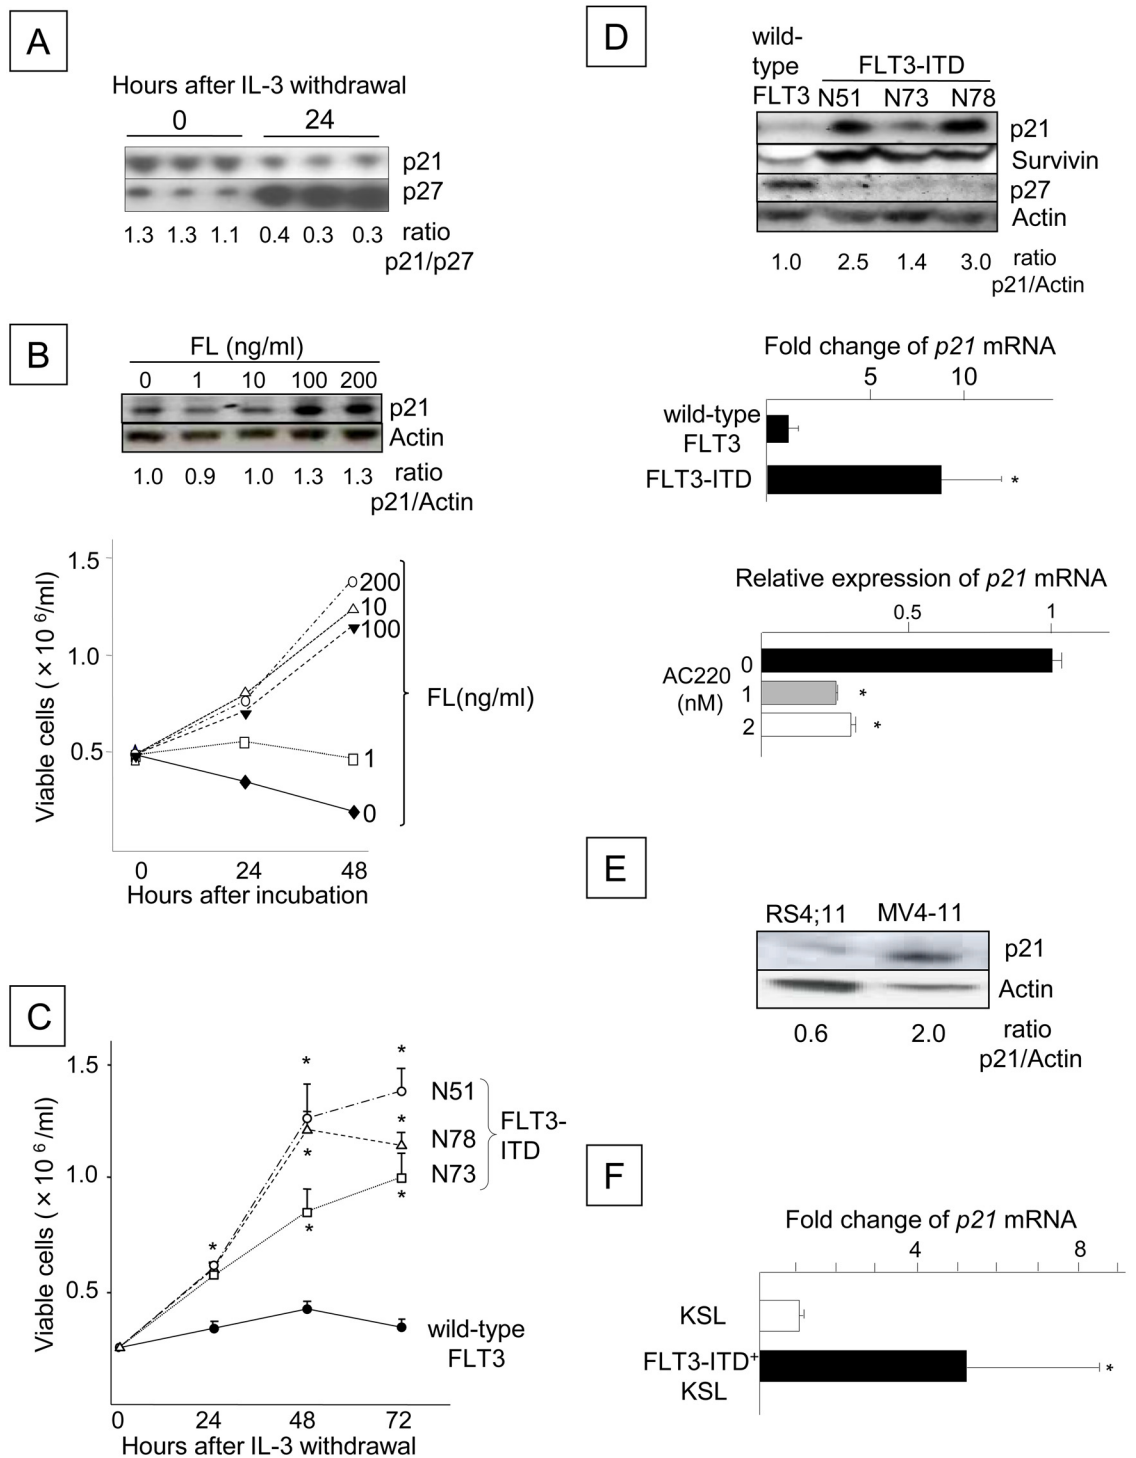 A
Hours after IL-3 withdrawal
0 24
p21
p27
1.3 1.3 1.1 0.4 0.3 0.3 ratio
p21/p27
B
FL (ng/ml)
0 1 10 100 200
p21
Actin
1.0 0.9 1.0 1.3 1.3 ratio
p21/Actin
Viable cells (×10 6/ml)
1.5
1.0
0.5
200
10
100
1
0
FL(ng/ml)
0 24 48
Hours after incubation
C
Viable cells (×10 6/ml)
1.5
1.0
0.5
* * * * * * *
N51
N78
N73
FLT3-
ITD
wild-type
FLT3
0 24 48 72
Hours after IL-3 withdrawal
D
wild-
type
FLT3
FLT3-ITD
N51 N73 N78
p21
Survivin
p27
Actin
1.0 2.5 1.4 3.0 ratio
p21/Actin
Fold change of p21 mRNA
5 10
wild-type
FLT3
FLT3-ITD *
Relative expression of p21 mRNA
0.5 1
AC220
(nM)
0
1 *
2 *
E
RS4;11 MV4-11
p21
Actin
0.6 2.0 ratio
p21/Actin
F
Fold change of p21 mRNA
4 8
KSL
FLT3-ITD+
KSL
*